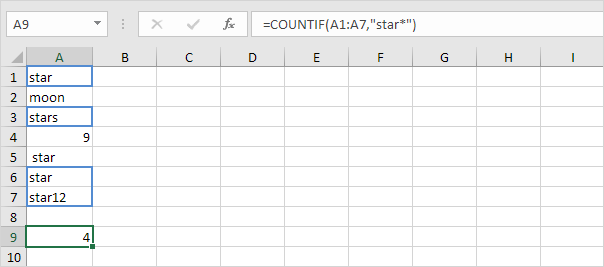 A9 =COUNTIF(A1:A7,"star*")
A B C D E F G H I
1 star
2 moon
3 stars
4 9
5 star
6 star
7 star12
8
9 4
10